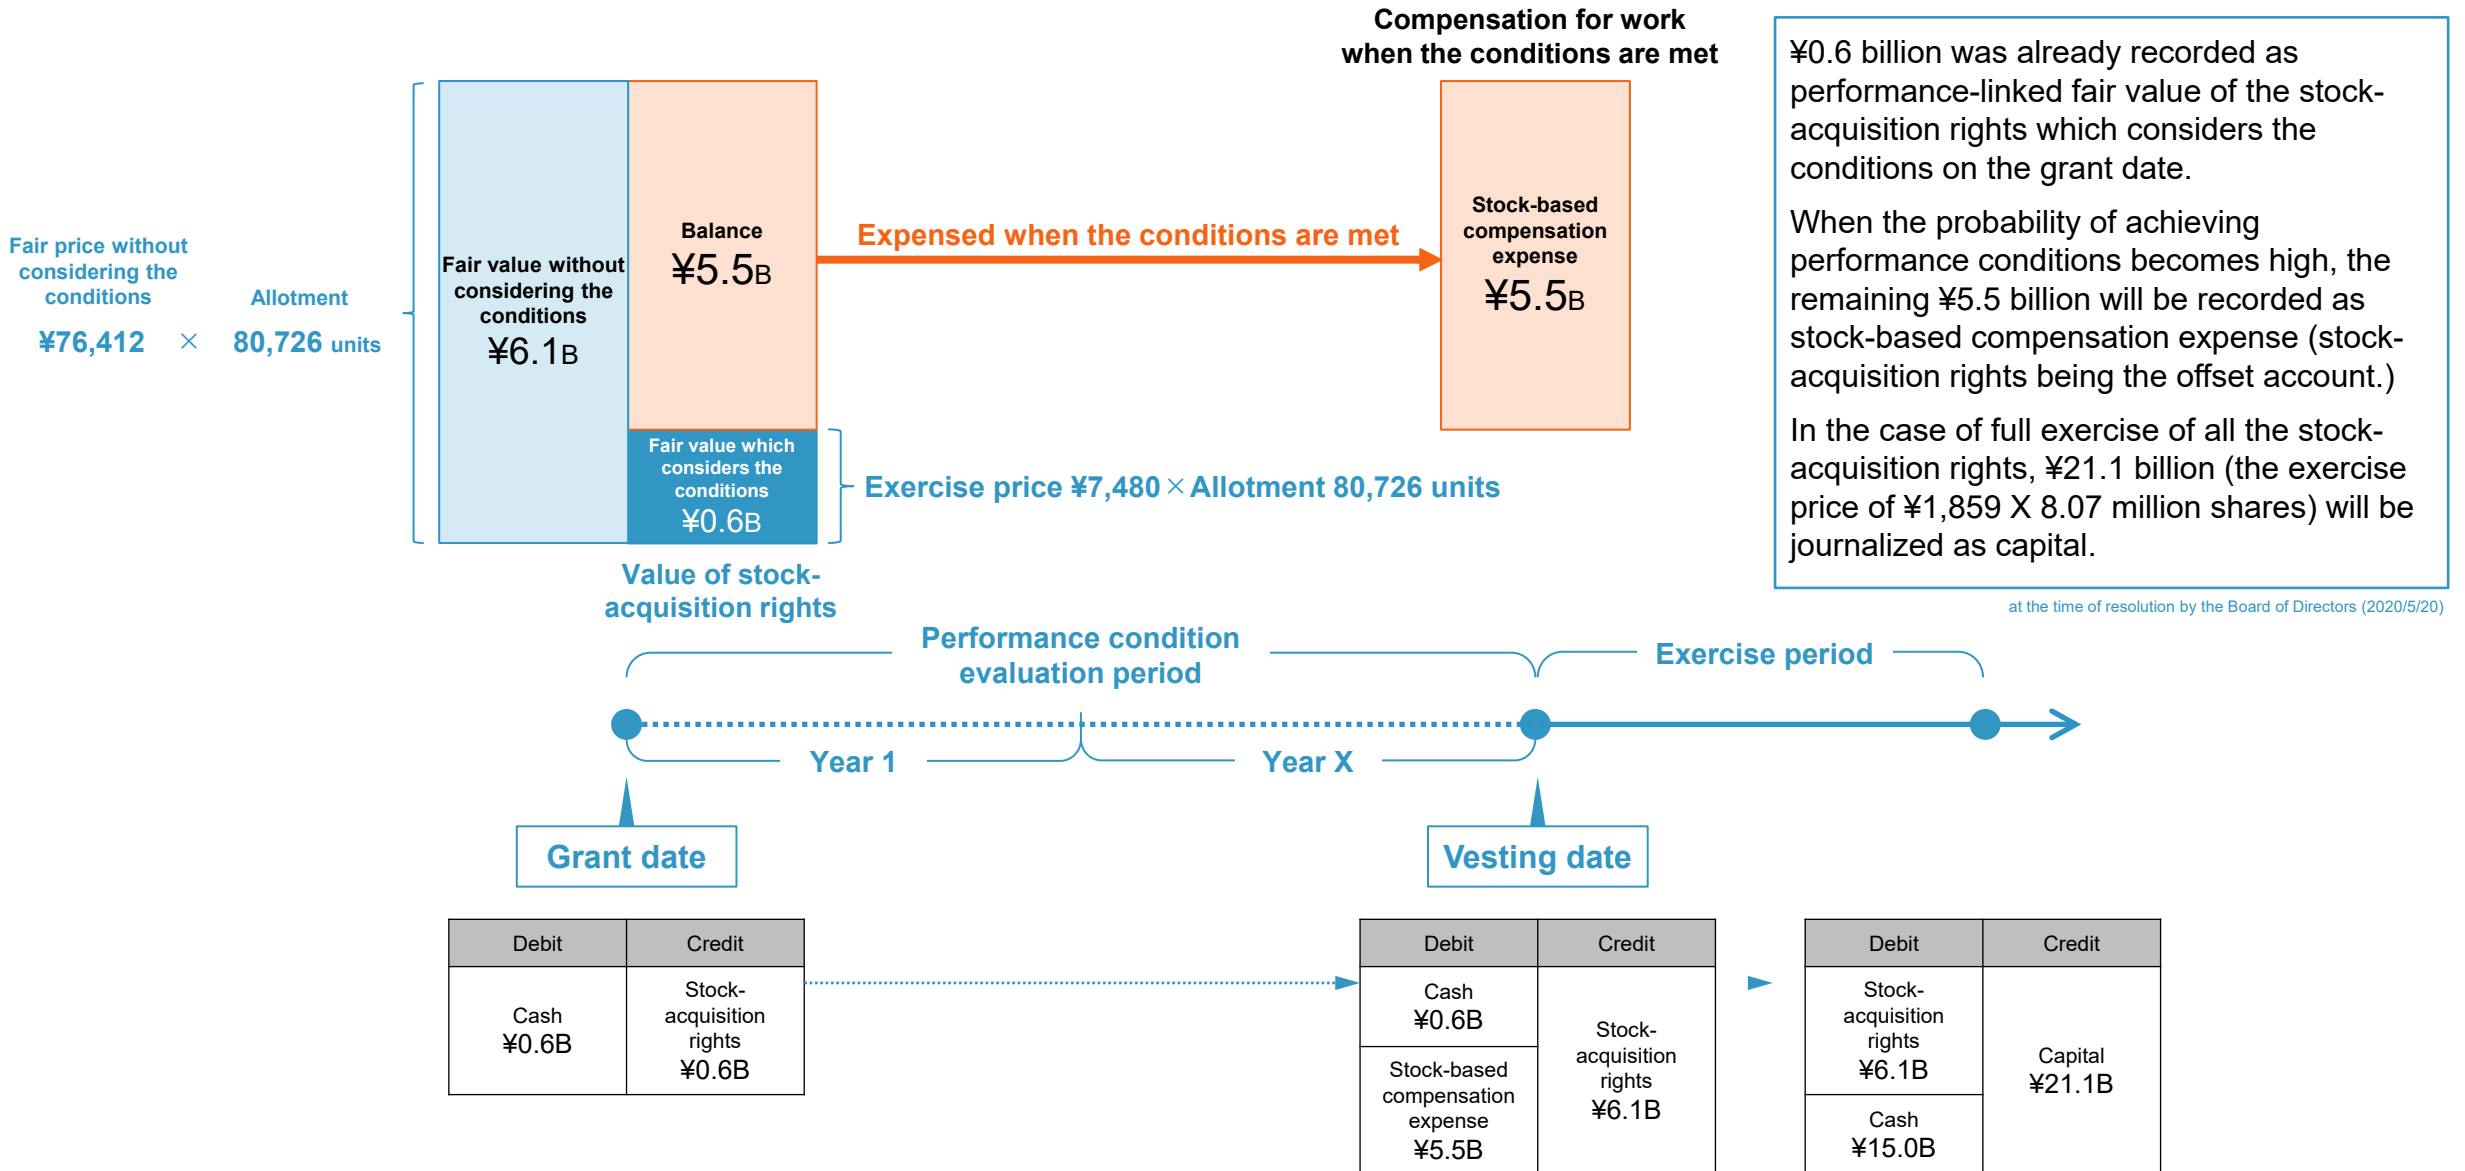 Compensation for work
when the conditions are met
Fair price without
considering the
conditions
¥76,412
×
Allotment
80,726 units
Fair value without
considering the
conditions
¥6.1B
Balance
¥5.5B
Fair value which
considers the
conditions
¥0.6B
Expensed when the conditions are met
Stock-based
compensation
expense
¥5.5B
Exercise price ¥7,480×Allotment 80,726 units
Value of stock-
acquisition rights
¥0.6 billion was already recorded as
performance-linked fair value of the stock-
acquisition rights which considers the
conditions on the grant date.
When the probability of achieving
performance conditions becomes high, the
remaining ¥5.5 billion will be recorded as
stock-based compensation expense (stock-
acquisition rights being the offset account.)
In the case of full exercise of all the stock-
acquisition rights, ¥21.1 billion (the exercise
price of ¥1,859 X 8.07 million shares) will be
journalized as capital.
at the time of resolution by the Board of Directors (2020/5/20)
Performance condition
evaluation period
Exercise period
Year 1
Year X
Grant date
Vesting date
Debit
Credit
Cash
¥0.6B
Stock-
acquisition
rights
¥0.6B
Debit
Credit
Cash
¥0.6B
Stock-based
compensation
expense
¥5.5B
Stock-
acquisition
rights
¥6.1B
Debit
Credit
Stock-
acquisition
rights
¥6.1B
Cash
¥15.0B
Capital
¥21.1B